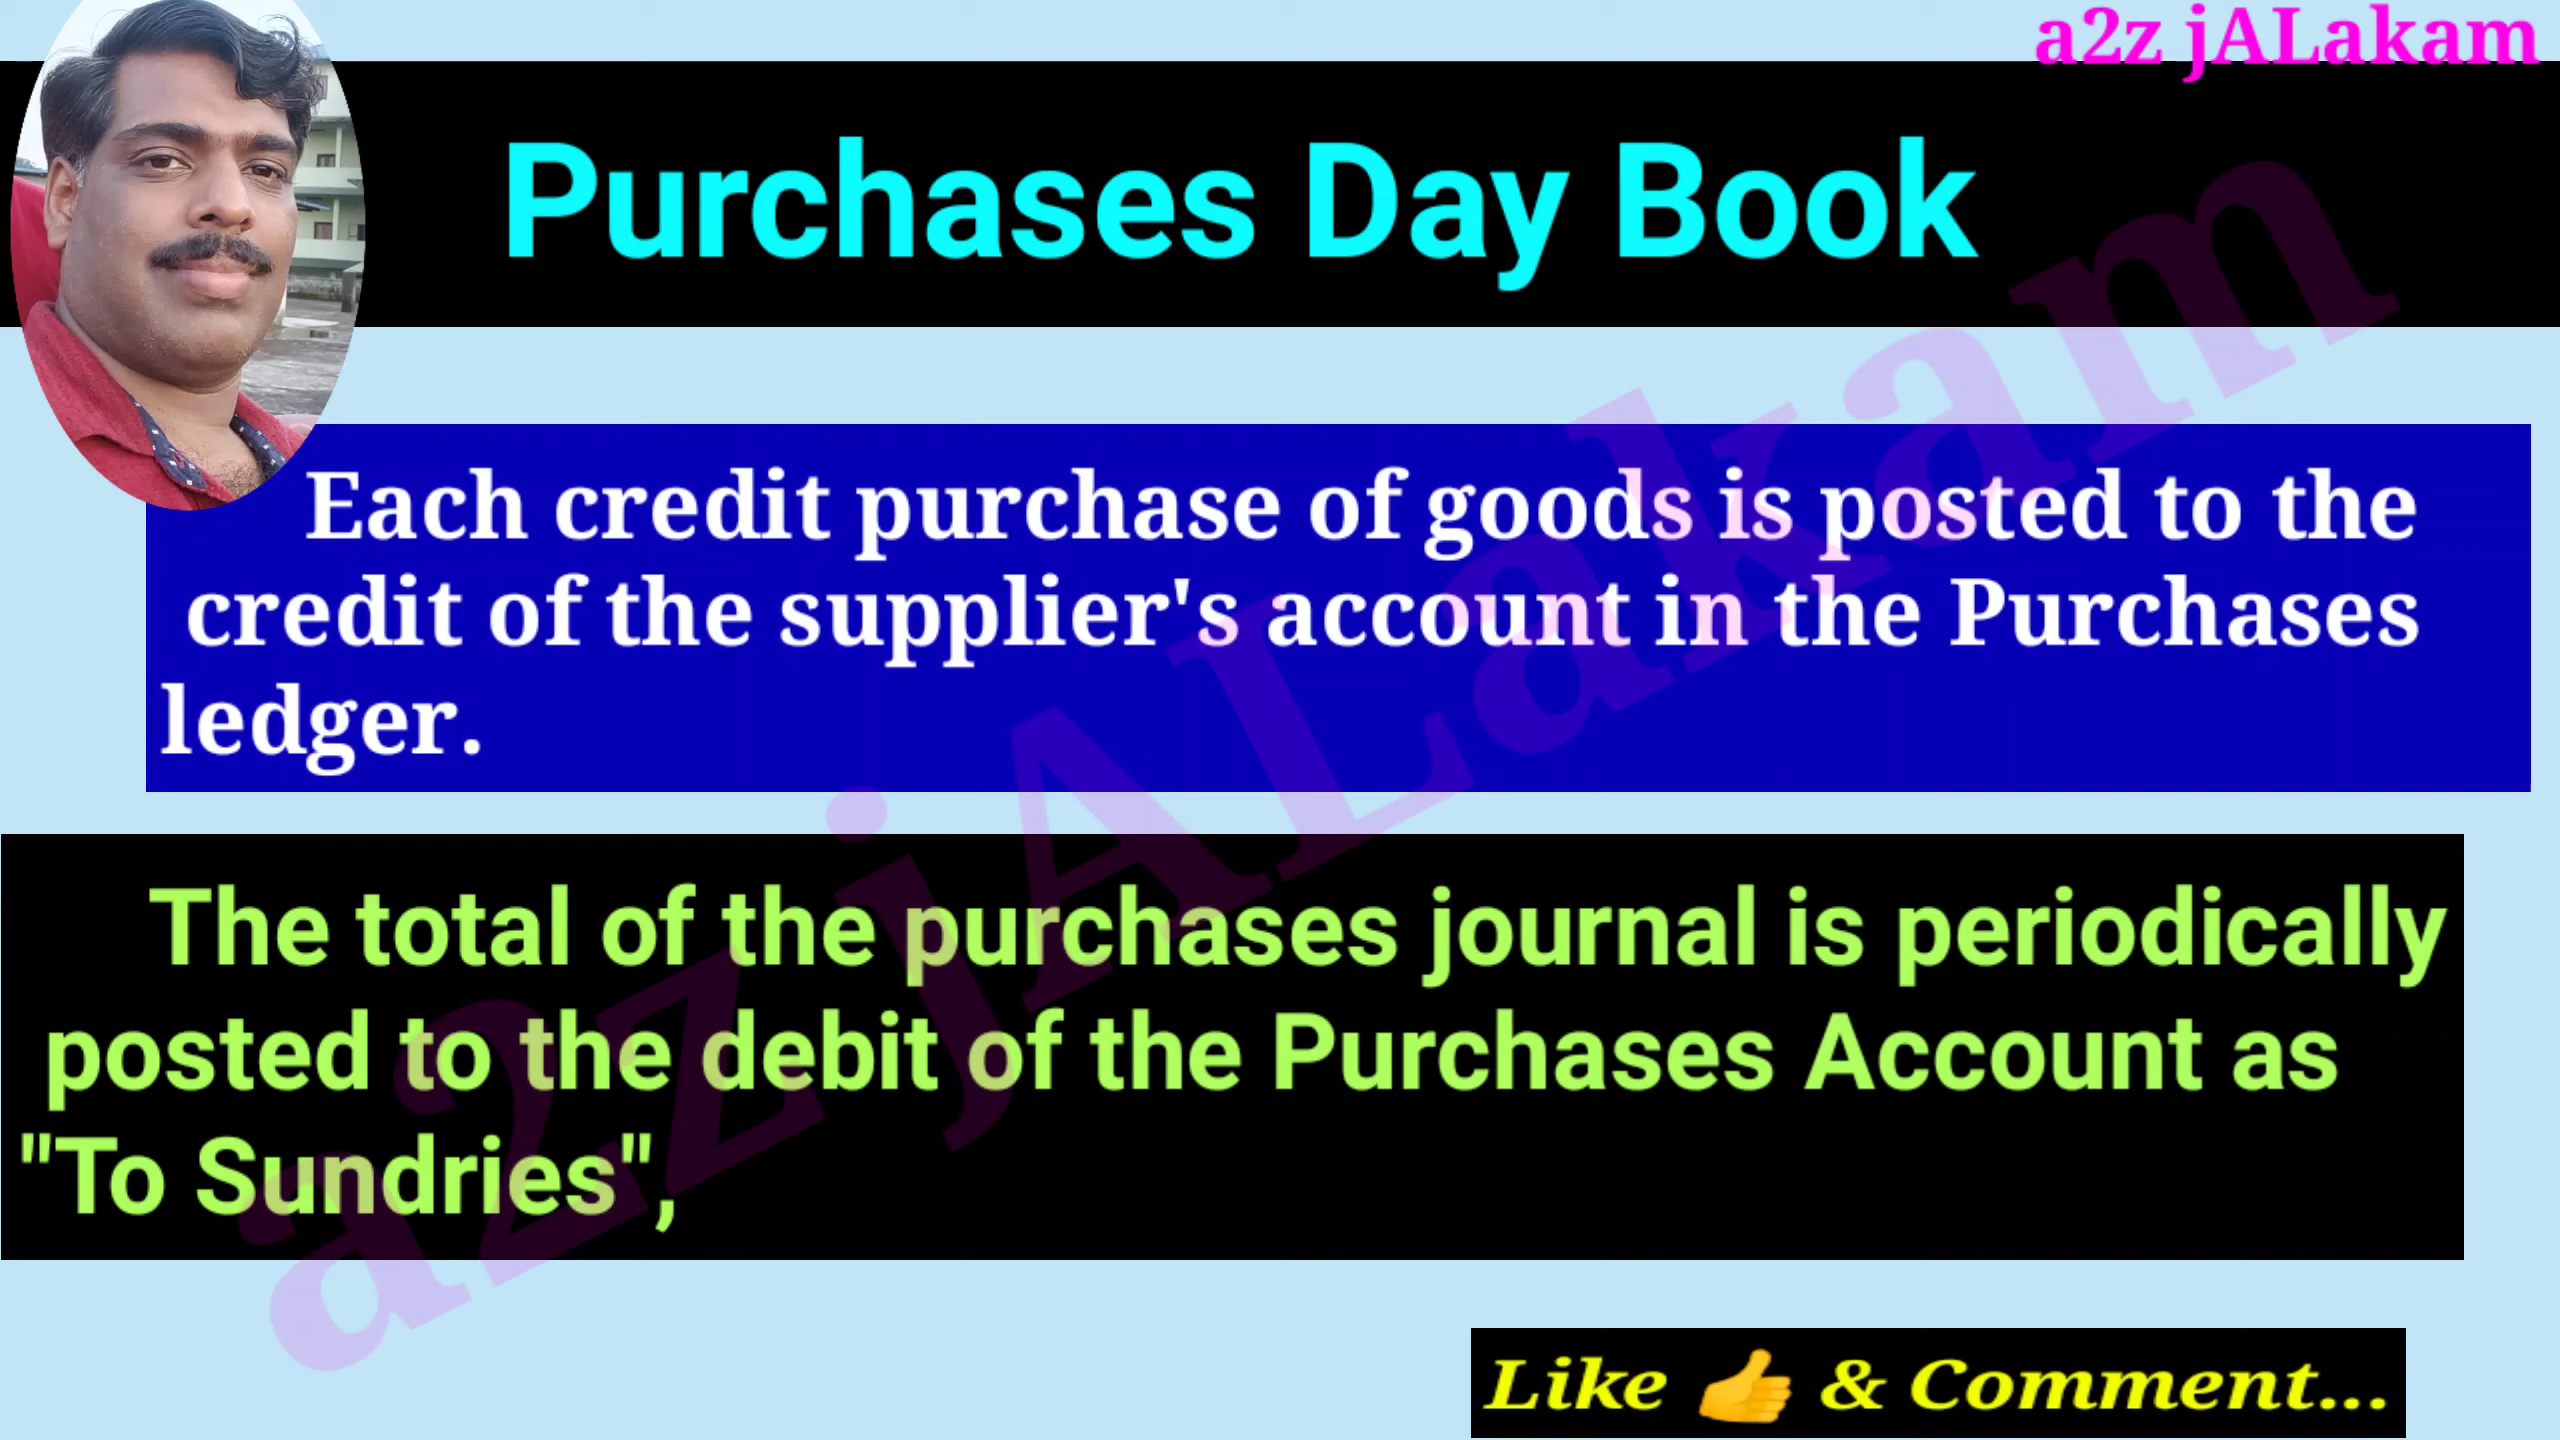 a2z jALakam
Purchases Day Book
Each credit purchase of goods is posted to the
credit of the supplier's account in the Purchases
ledger.
The total of the purchases journal is periodically
posted to the debit of the Purchases Account as
"To Sundries",
Like 👍 & Comment...
a2z jALakam